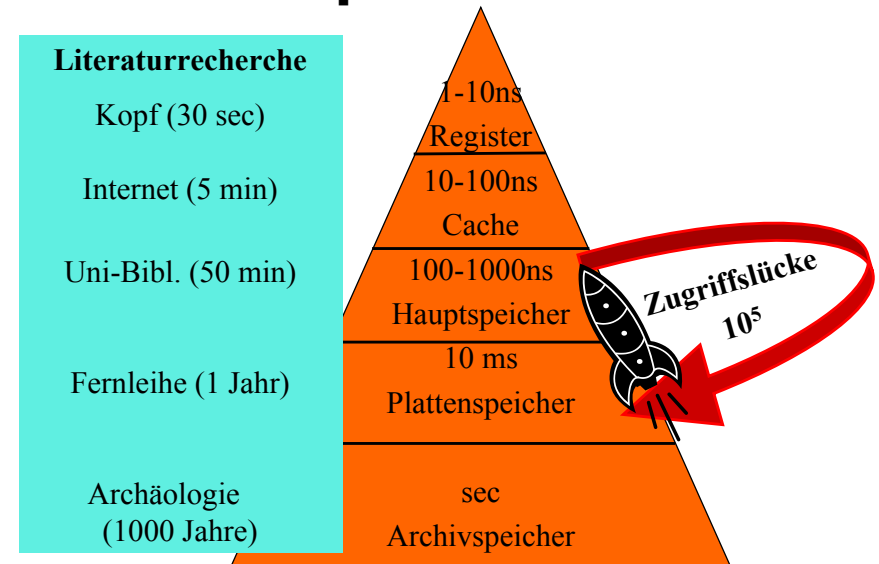 Literaturrecherche
Kopf (30 sec)
Internet (5 min)
Uni-Bibl. (50 min)
Fernleihe (1 Jahr)
Archäologie
(1000 Jahre)
1-10ns
Register
10-100ns
Cache
100-1000ns
Hauptspeicher
10 ms
Plattenspeicher
sec
Archivspeicher
Zugriffslücke
10⁵